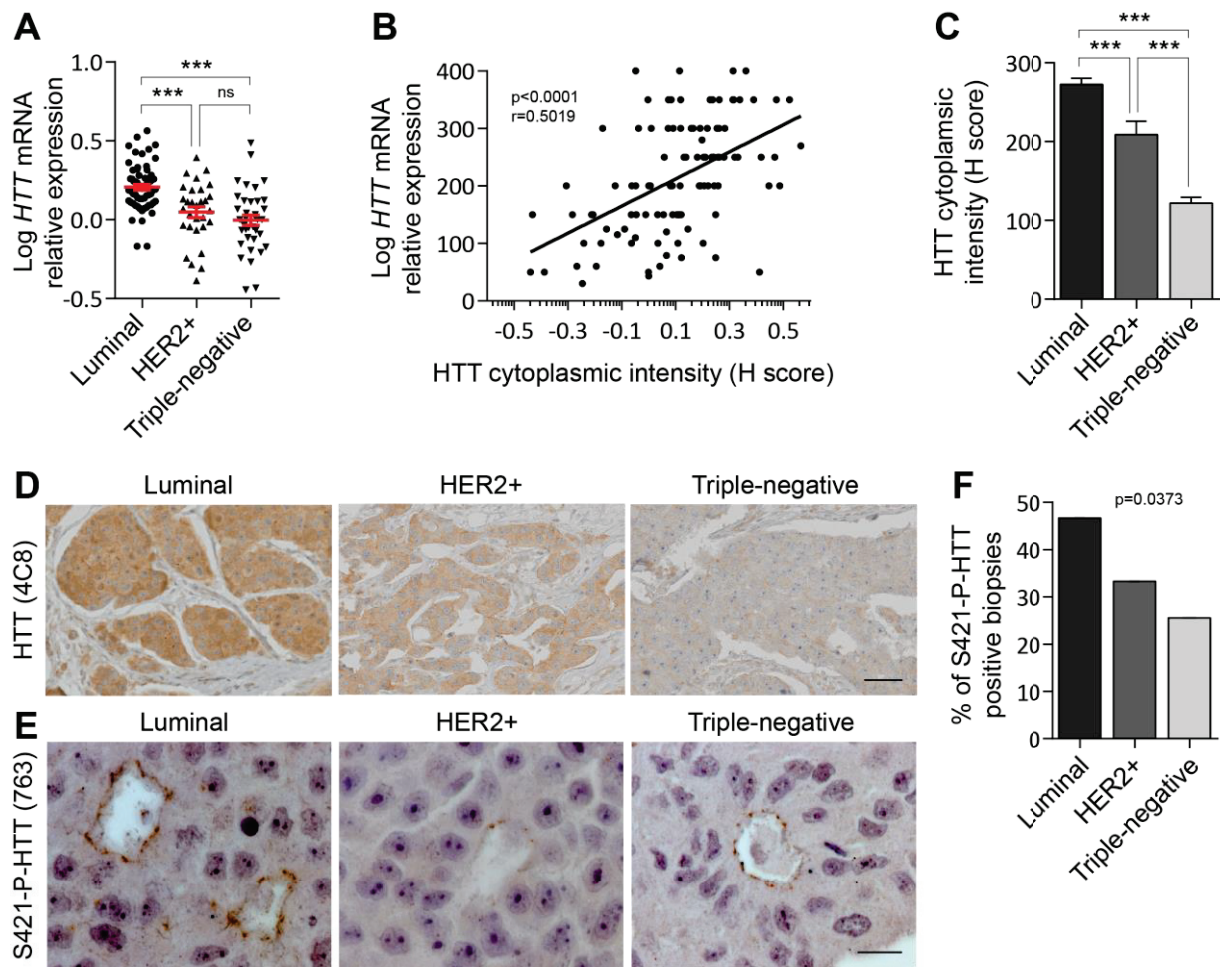 A
Log HTT mRNA
relative expression
1.0
0.5
0.0
-0.5
***
***
ns
Luminal
HER2+
Triple-negative
B
Log HTT mRNA
relative expression
400
300
200
100
0
p<0.0001
r=0.5019
-0.5
-0.3
-0.1
0.1
0.3
0.5
HTT cytoplasmic intensity (H score)
C
HTT cytoplamsic
intensity (H score)
300
200
100
0
***
***
***
Luminal
HER2+
Triple-negative
D
Luminal
HER2+
Triple-negative
HTT (4C8)
E
Luminal
HER2+
Triple-negative
S421-P-HTT (763)
F
% of S421-P-HTT
positive biopsies
50
40
30
20
10
0
p=0.0373
Luminal
HER2+
Triple-negative